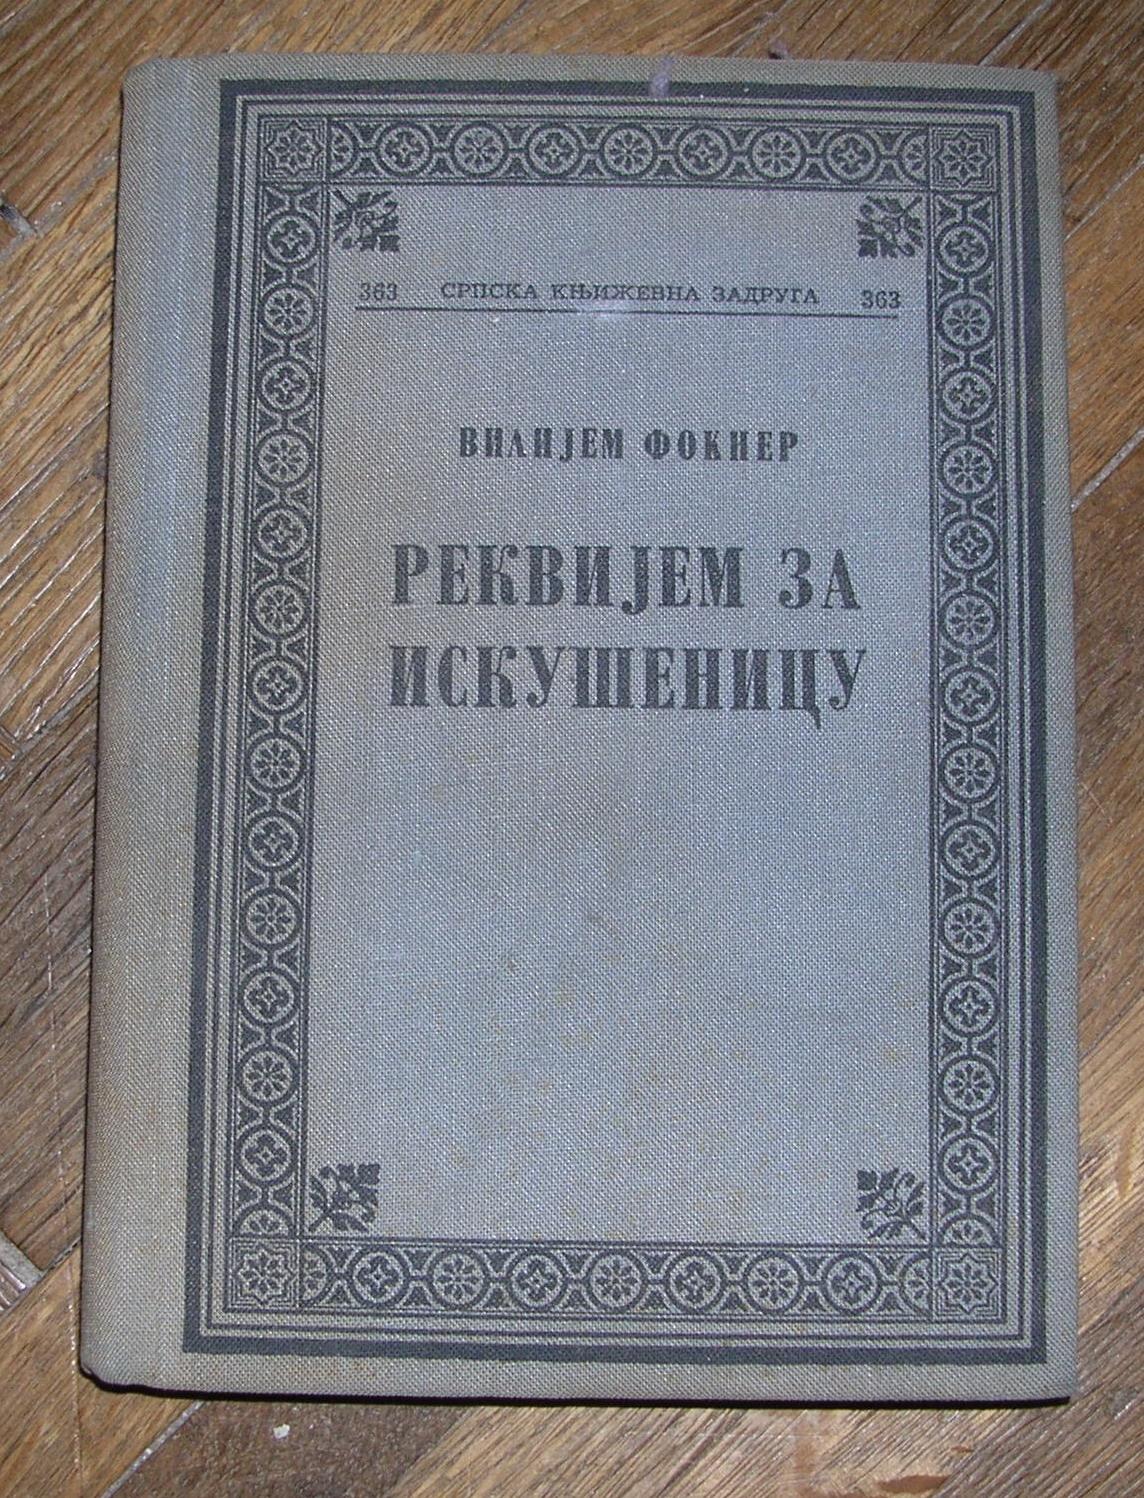 363 СРПСКА КЊИЖЕВНА ЗАДРУГА 363
ВИЛИЈЕМ ФОКНЕР
РЕКВИЈЕМ ЗА
ИСКУШЕНИЦУ